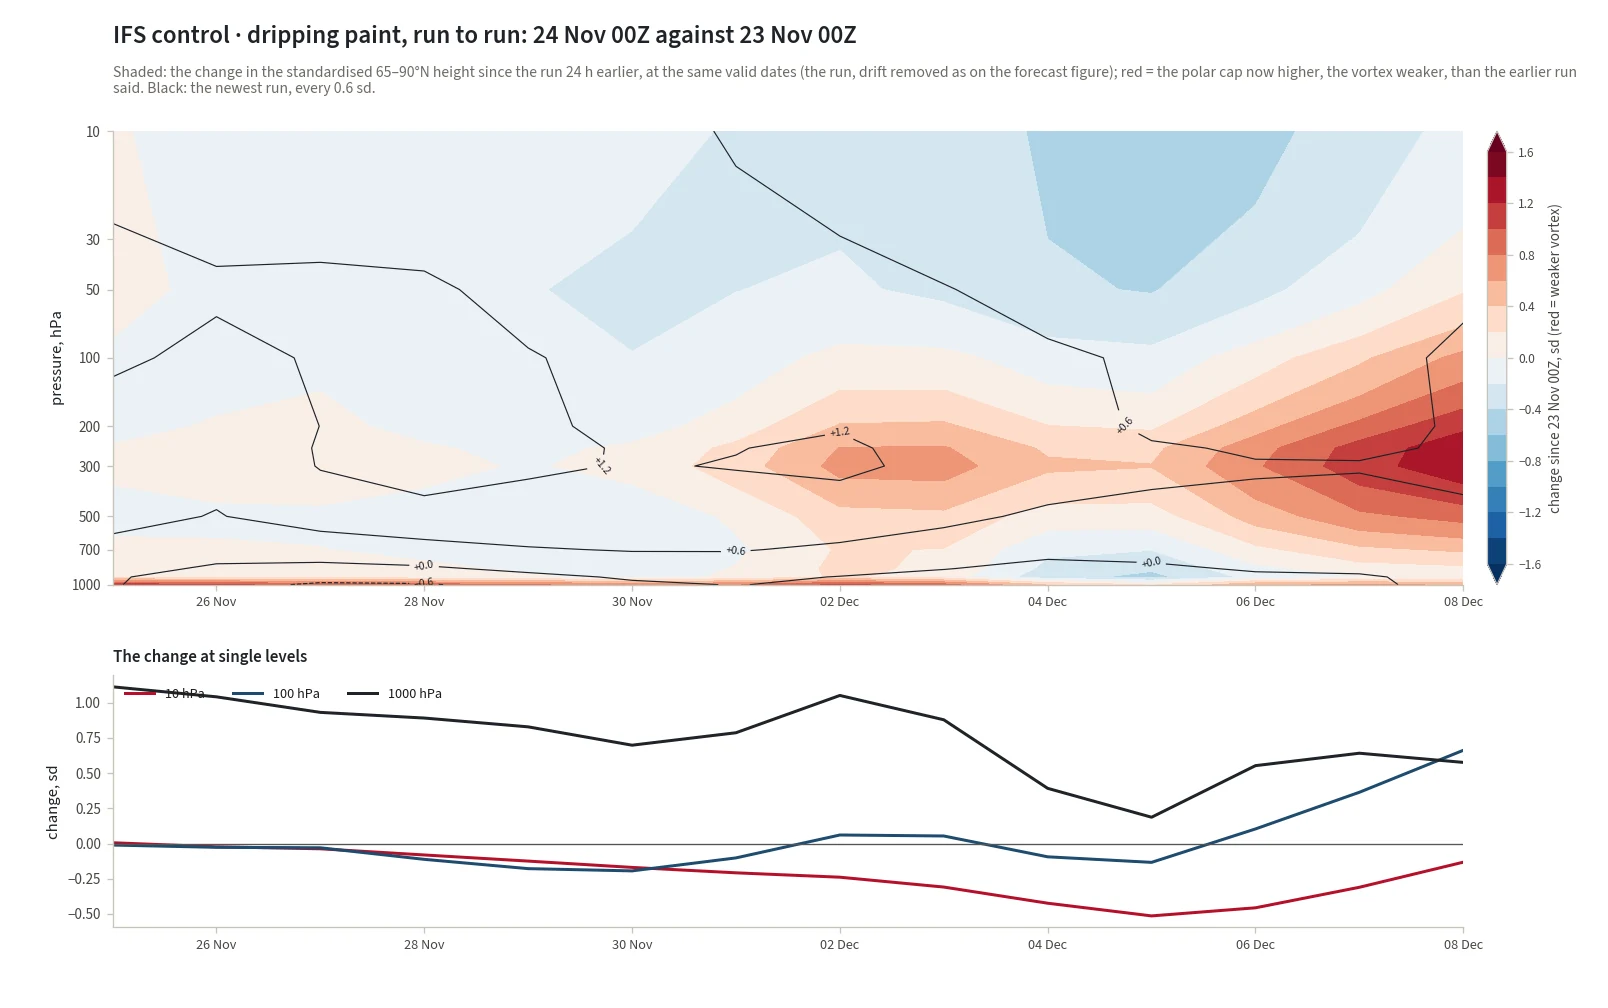 IFS control · dripping paint, run to run: 24 Nov 00Z against 23 Nov 00Z
Shaded: the change in the standardised 65–90°N height since the run 24 h earlier, at the same valid dates (the run, drift removed as on the forecast figure); red = the polar cap now higher, the vortex weaker, than the earlier run
said. Black: the newest run, every 0.6 sd.
pressure, hPa
10
30
50
100
200
300
500
700
1000
+1.2
+1.2
+0.6
+0.6
+0.0
+0.0
-0.6
26 Nov
28 Nov
30 Nov
02 Dec
04 Dec
06 Dec
08 Dec
1.6
1.2
0.8
0.4
0.0
−0.4
−0.8
−1.2
−1.6
change since 23 Nov 00Z, sd (red = weaker vortex)
The change at single levels
10 hPa
100 hPa
1000 hPa
change, sd
1.00
0.75
0.50
0.25
0.00
−0.25
−0.50
26 Nov
28 Nov
30 Nov
02 Dec
04 Dec
06 Dec
08 Dec